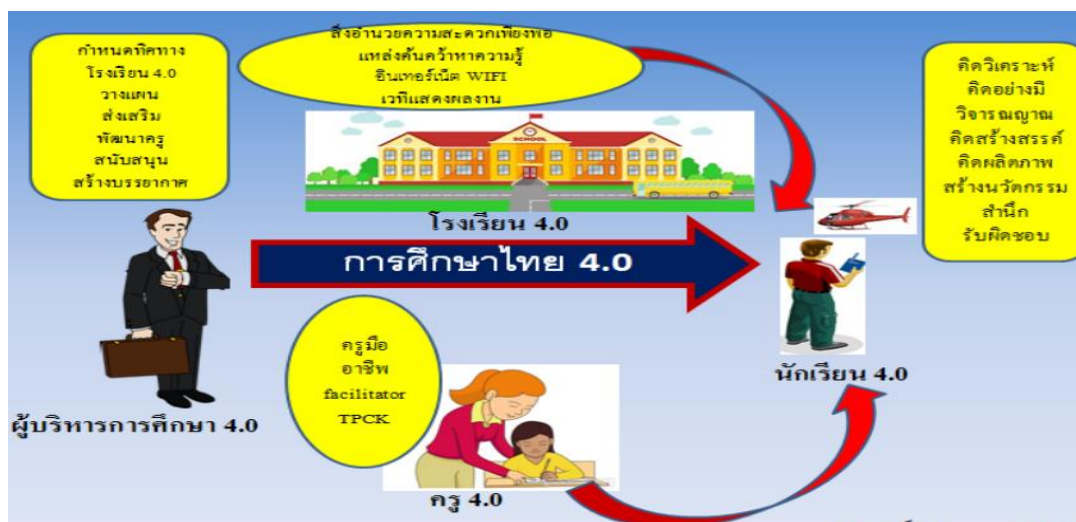 กำหนดทิศทาง
โรงเรียน 4.0
วางแผน
ส่งเสริม
พัฒนาครู
สนับสนุน
สร้างบรรยากาศ
สิ่งอำนวยความสะดวกเพียงพอ
แหล่งค้นคว้าหาความรู้
อินเทอร์เน็ต WIFI
เวทีแสดงผลงาน
คิดวิเคราะห์
คิดอย่างมี
วิจารณญาณ
คิดสร้างสรรค์
คิดผลิตภาพ
สร้างนวัตกรรม
สำนึก
รับผิดชอบ
SCHOOL
โรงเรียน 4.0
การศึกษาไทย 4.0
ครูมือ
อาชีพ
facilitator
TPCK
นักเรียน 4.0
ผู้บริหารการศึกษา 4.0
ครู 4.0